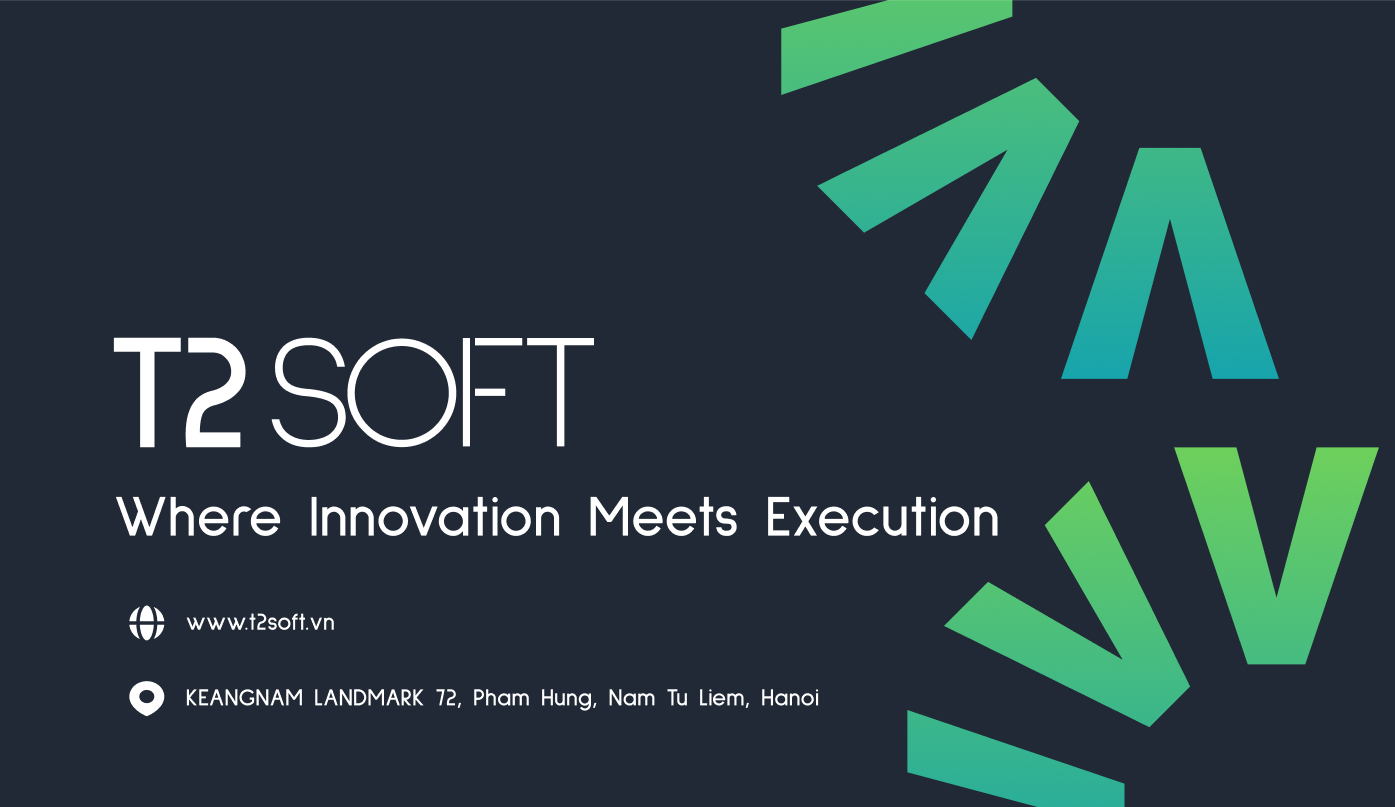 T2 SOFT
Where Innovation Meets Execution
www.t2soft.vn
KEANGNAM LANDMARK 72, Pham Hung, Nam Tu Liem, Hanoi